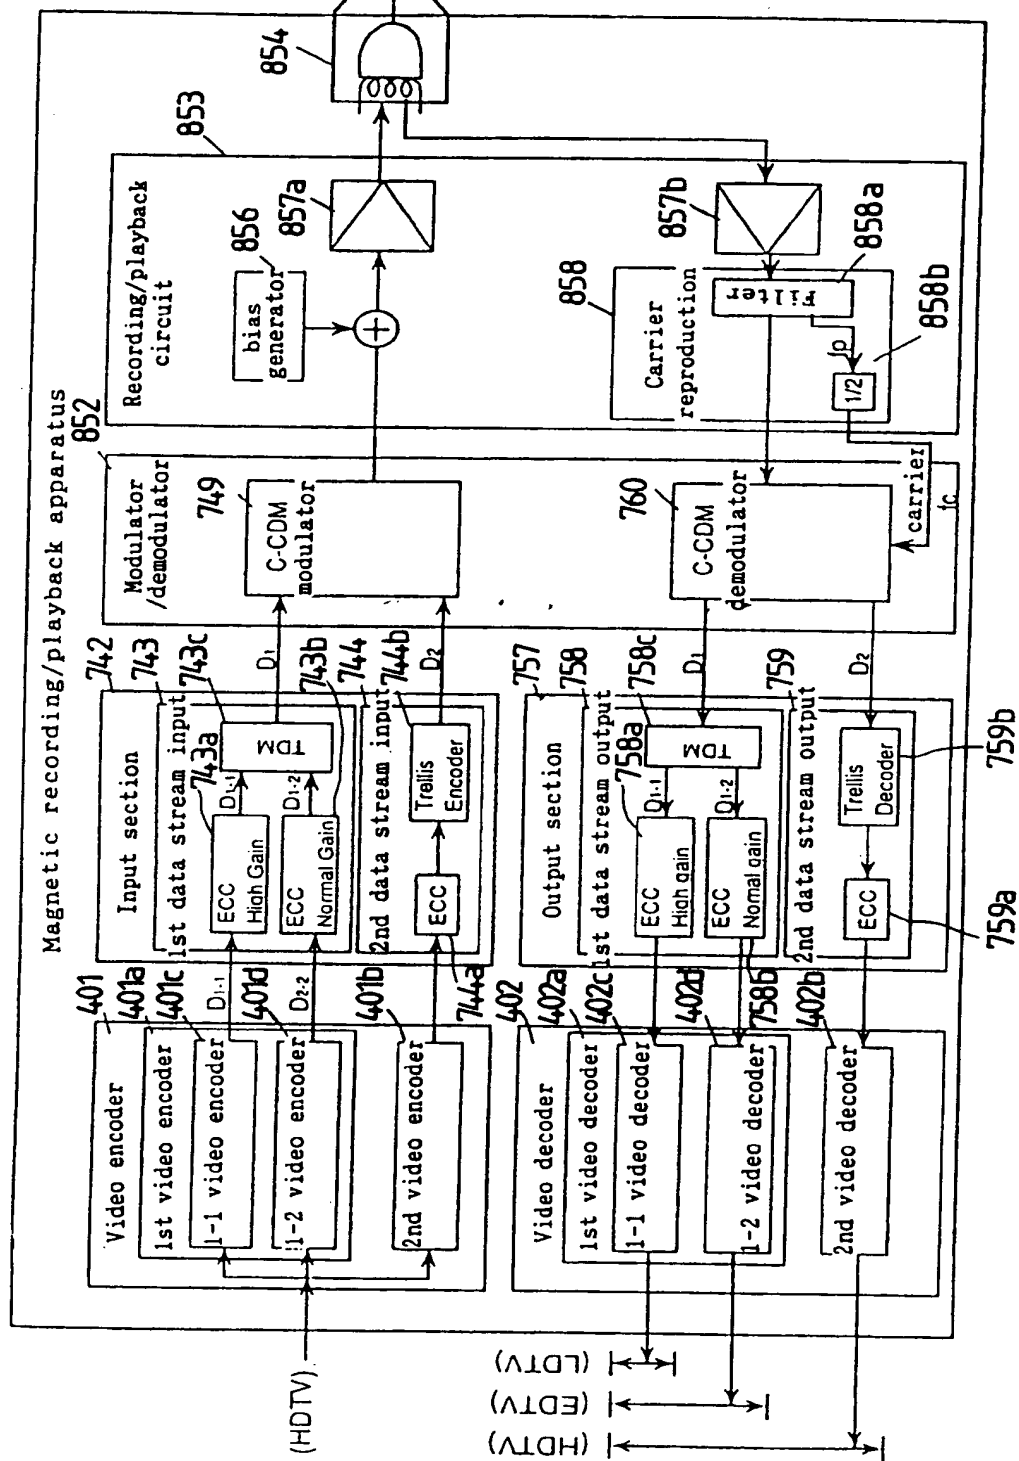 Magnetic recording/playback apparatus
(HDTV)
401
Video encoder
401a
1st video encoder
401c
1-1 video encoder
D1-1
401d
1-2 video encoder
D2-2
401b
2nd video encoder
742
Input section
743
1st data stream input
743a
ECC
High Gain
D1-1
743c
TDM
ECC
Normal Gain
D1-2
743b
D1
744
2nd data stream input
744a
ECC
744b
Trellis
Encoder
D2
852
Modulator
/demodulator
749
C-CDM
modulator
853
Recording/playback
circuit
856
bias
generator
+
857a
854
857b
858
Carrier
reproduction
Filter
858a
fp
1/2
858b
carrier
fc
760
C-CDM
demodulator
D1
D2
757
Output section
758
1st data stream output
758a
758c
TDM
D1-1
ECC
High gain
D1-2
ECC
Normal gain
758b
759
2nd data stream output
Trellis
Decoder
759b
ECC
759a
402
Video decoder
402a
1st video decoder
402c
1-1 video decoder
402d
1-2 video decoder
402b
2nd video decoder
(LDTV)
(EDTV)
(HDTV)